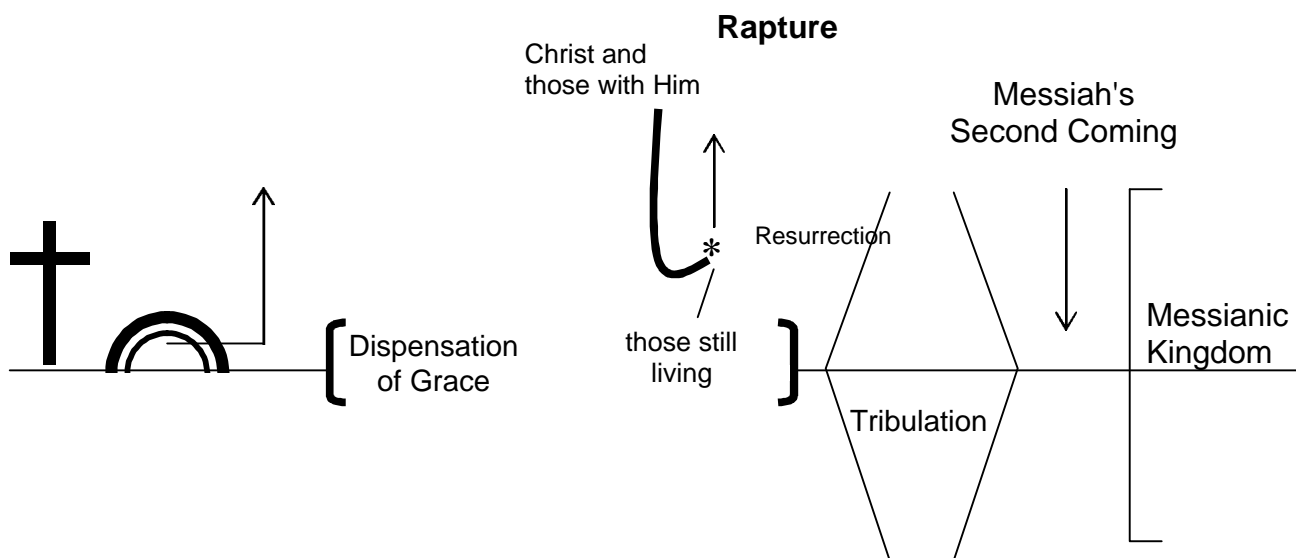 Rapture
Christ and
those with Him
Messiah's
Second Coming
Resurrection
*
Dispensation
of Grace
those still
living
Messianic
Kingdom
Tribulation